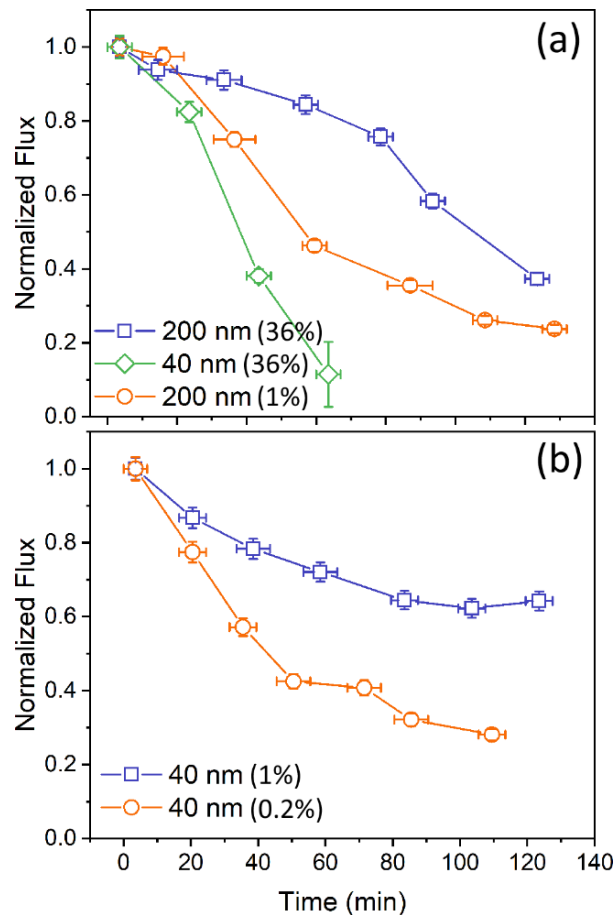 (a)
1.0
0.8
0.6
0.4
0.2
0.0
Normalized Flux
200 nm (36%)
40 nm (36%)
200 nm (1%)
(b)
1.0
0.8
0.6
0.4
0.2
0.0
Normalized Flux
40 nm (1%)
40 nm (0.2%)
0 20 40 60 80 100 120 140
Time (min)